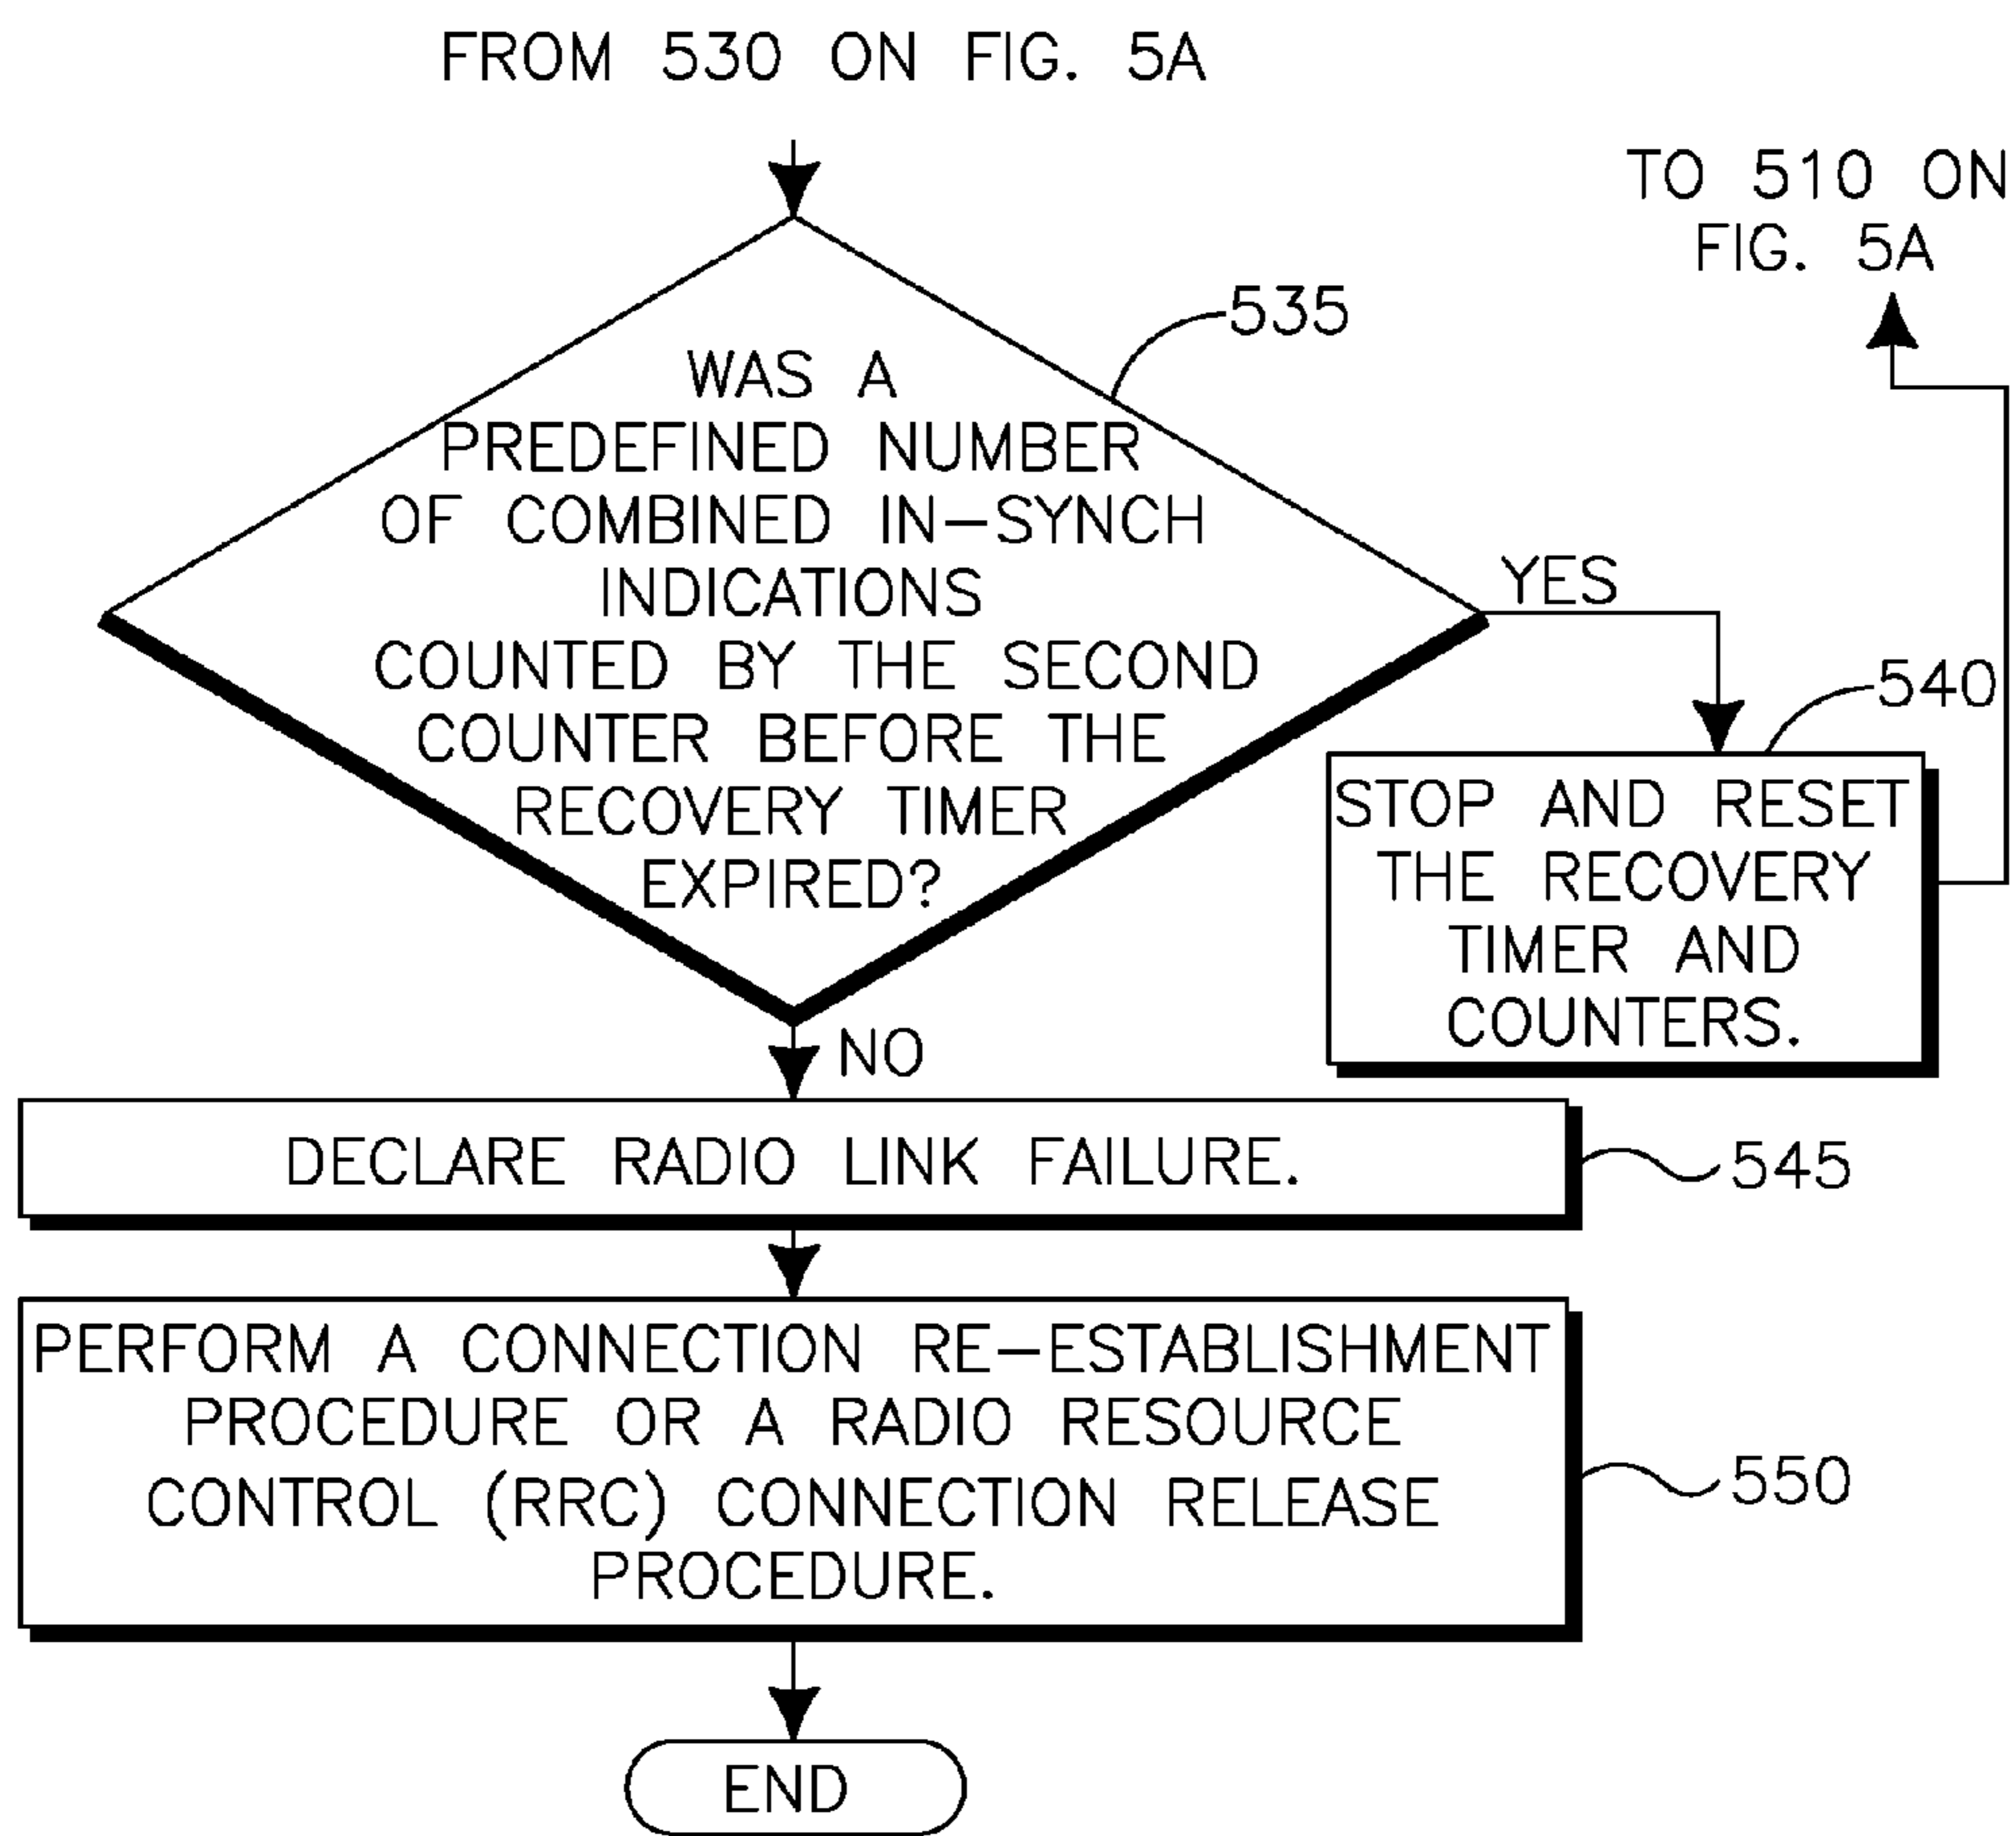 FROM 530 ON FIG. 5A
TO 510 ON
FIG. 5A
535
WAS A
PREDEFINED NUMBER
OF COMBINED IN-SYNCH
INDICATIONS
COUNTED BY THE SECOND
COUNTER BEFORE THE
RECOVERY TIMER
EXPIRED?
YES
540
STOP AND RESET
THE RECOVERY
TIMER AND
COUNTERS.
NO
DECLARE RADIO LINK FAILURE.
545
PERFORM A CONNECTION RE-ESTABLISHMENT
PROCEDURE OR A RADIO RESOURCE
CONTROL (RRC) CONNECTION RELEASE
PROCEDURE.
550
END